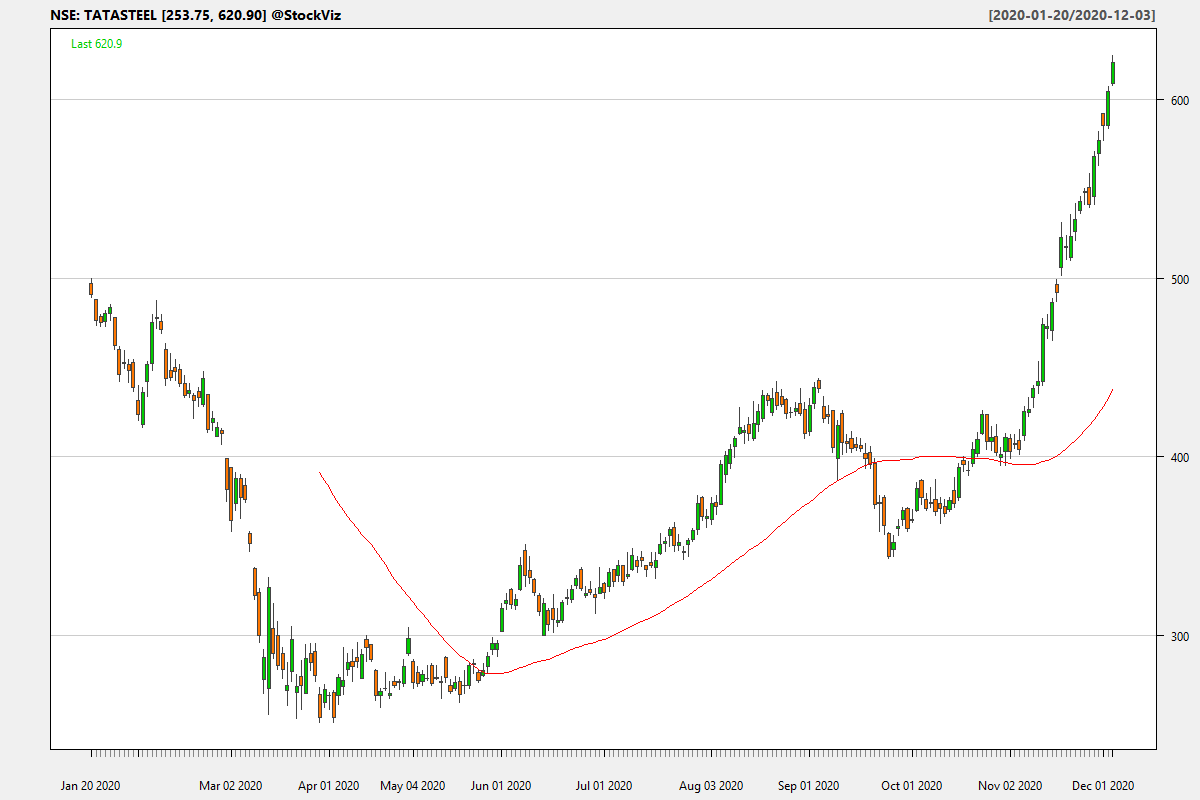 NSE: TATASTEEL [253.75, 620.90] @StockViz
[2020-01-20/2020-12-03]
Last 620.9
600
500
400
300
Jan 20 2020 Mar 02 2020 Apr 01 2020 May 04 2020 Jun 01 2020 Jul 01 2020 Aug 03 2020 Sep 01 2020 Oct 01 2020 Nov 02 2020 Dec 01 2020